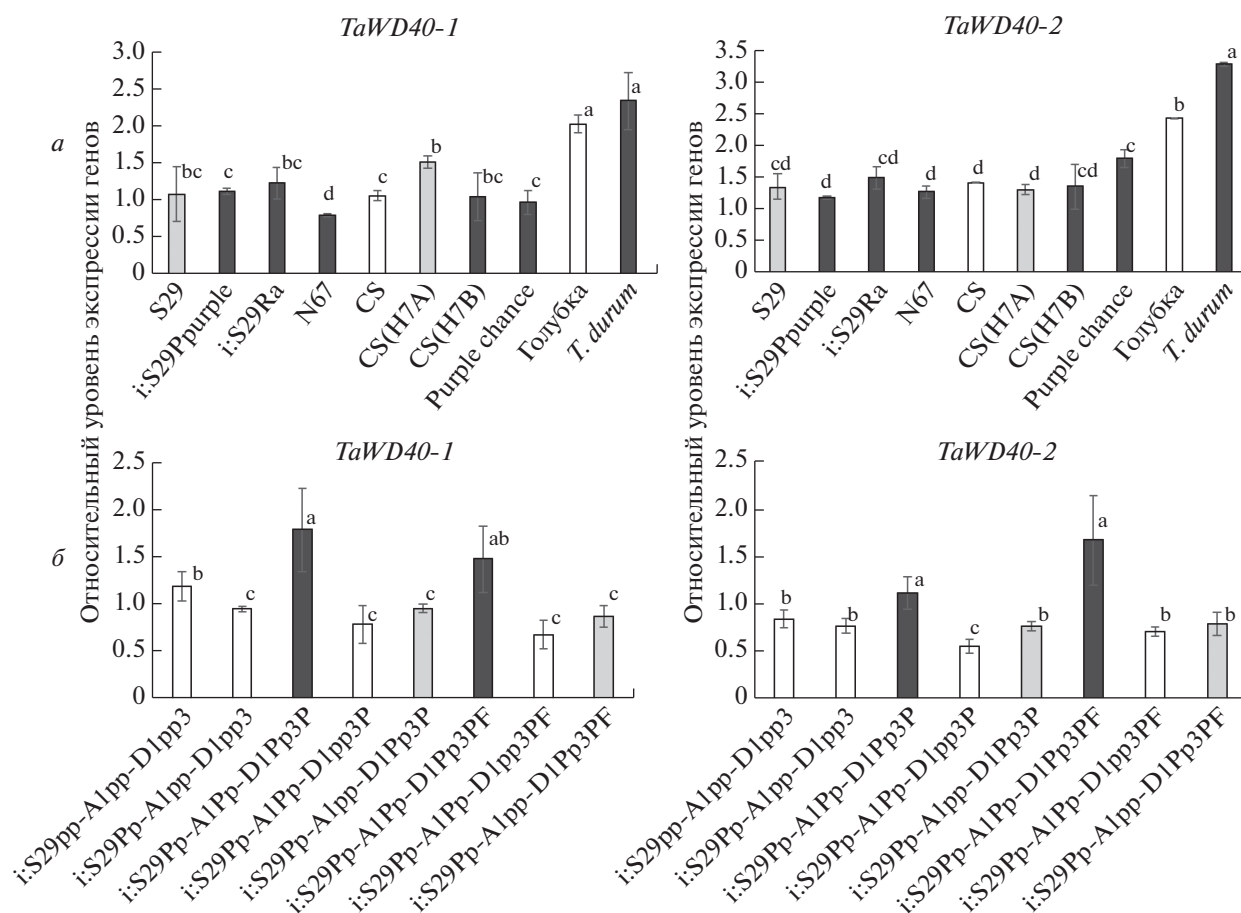 TaWD40-1
Относительный уровень экспрессии генов
а
3.0
2.5
2.0
1.5
1.0
0.5
0
bc
c
bc
d
c
b
bc
c
a
a
S29
i:S29Ppurple
i:S29Ra
N67
CS
CS(H7A)
CS(H7B)
Purple chance
Голубка
T. durum
TaWD40-2
Относительный уровень экспрессии генов
3.5
3.0
2.5
2.0
1.5
1.0
0.5
0
cd
d
cd
d
d
d
cd
c
b
a
S29
i:S29Ppurple
i:S29Ra
N67
CS
CS(H7A)
CS(H7B)
Purple chance
Голубка
T. durum
TaWD40-1
б
2.5
2.0
1.5
1.0
0.5
0
b
c
a
c
c
ab
c
c
i:S29pp-A1pp-D1pp3
i:S29Pp-A1pp-D1pp3
i:S29Pp-A1Pp-D1Pp3P
i:S29Pp-A1Pp-D1pp3P
i:S29Pp-A1pp-D1Pp3P
i:S29Pp-A1Pp-D1Pp3PF
i:S29Pp-A1Pp-D1pp3PF
i:S29Pp-A1pp-D1Pp3PF
TaWD40-2
2.5
2.0
1.5
1.0
0.5
0
b
b
a
c
b
a
b
b
i:S29pp-A1pp-D1pp3
i:S29Pp-A1pp-D1pp3
i:S29Pp-A1Pp-D1Pp3P
i:S29Pp-A1Pp-D1pp3P
i:S29Pp-A1pp-D1Pp3P
i:S29Pp-A1Pp-D1Pp3PF
i:S29Pp-A1Pp-D1pp3PF
i:S29Pp-A1pp-D1Pp3PF